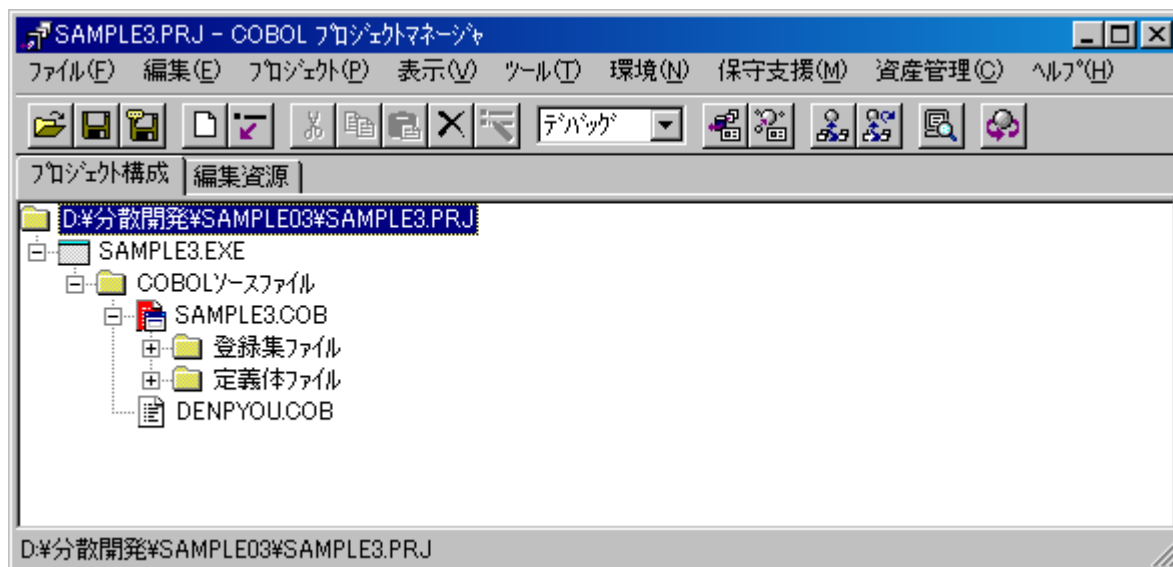 SAMPLE3.PRJ - COBOL プロジェクトマネージャ
ファイル(F) 編集(E) プロジェクト(P) 表示(V) ツール(T) 環境(N) 保守支援(M) 資産管理(C) ヘルプ(H)
デバッグ
プロジェクト構成 編集資源
D:¥分散開発¥SAMPLE03¥SAMPLE3.PRJ
SAMPLE3.EXE
COBOLソースファイル
SAMPLE3.COB
登録集ファイル
定義体ファイル
DENPYOU.COB
D:¥分散開発¥SAMPLE03¥SAMPLE3.PRJ